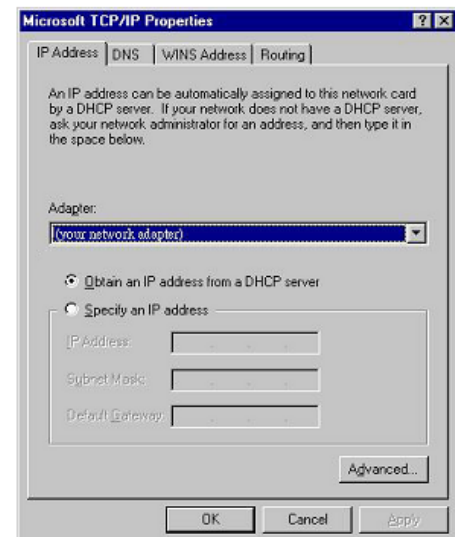 Microsoft TCP/IP Properties
IP Address DNS WINS Address Routing
An IP address can be automatically assigned to this network card
by a DHCP server. If your network does not have a DHCP server,
ask your network administrator for an address, and then type it in
the space below.
Adapter:
(your network adapter)
Obtain an IP address from a DHCP server
Specify an IP address
IP Address:
Subnet Mask:
Default Gateway:
Advanced...
OK Cancel Apply